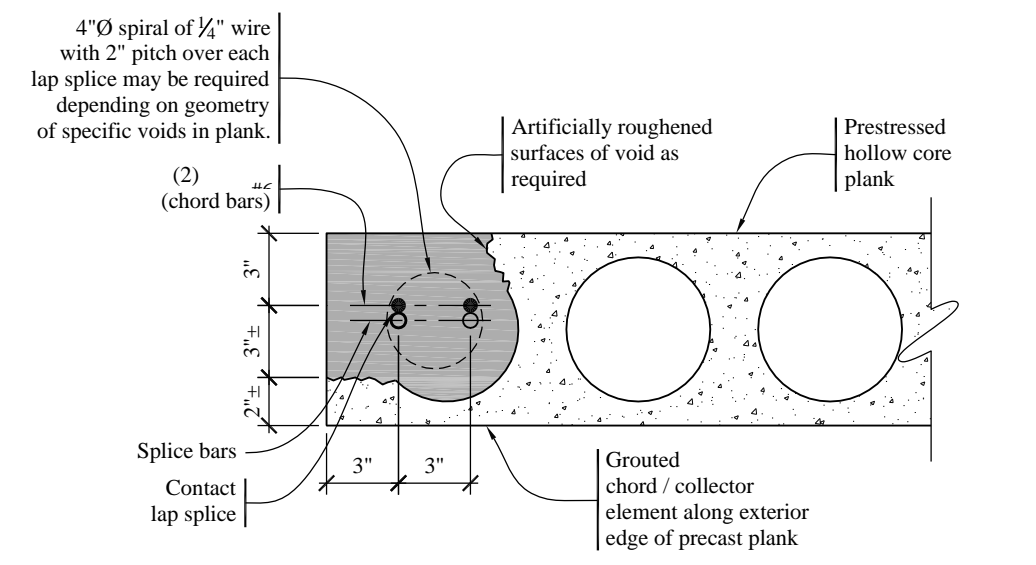 4"Ø spiral of ¼" wire
with 2" pitch over each
lap splice may be required
depending on geometry
of specific voids in plank.
Artificially roughened
surfaces of void as
required
Prestressed
hollow core
plank
(2)
(chord bars)
3"
3"±
2"±
Splice bars
3"
3"
Contact
lap splice
Grouted
chord / collector
element along exterior
edge of precast plank